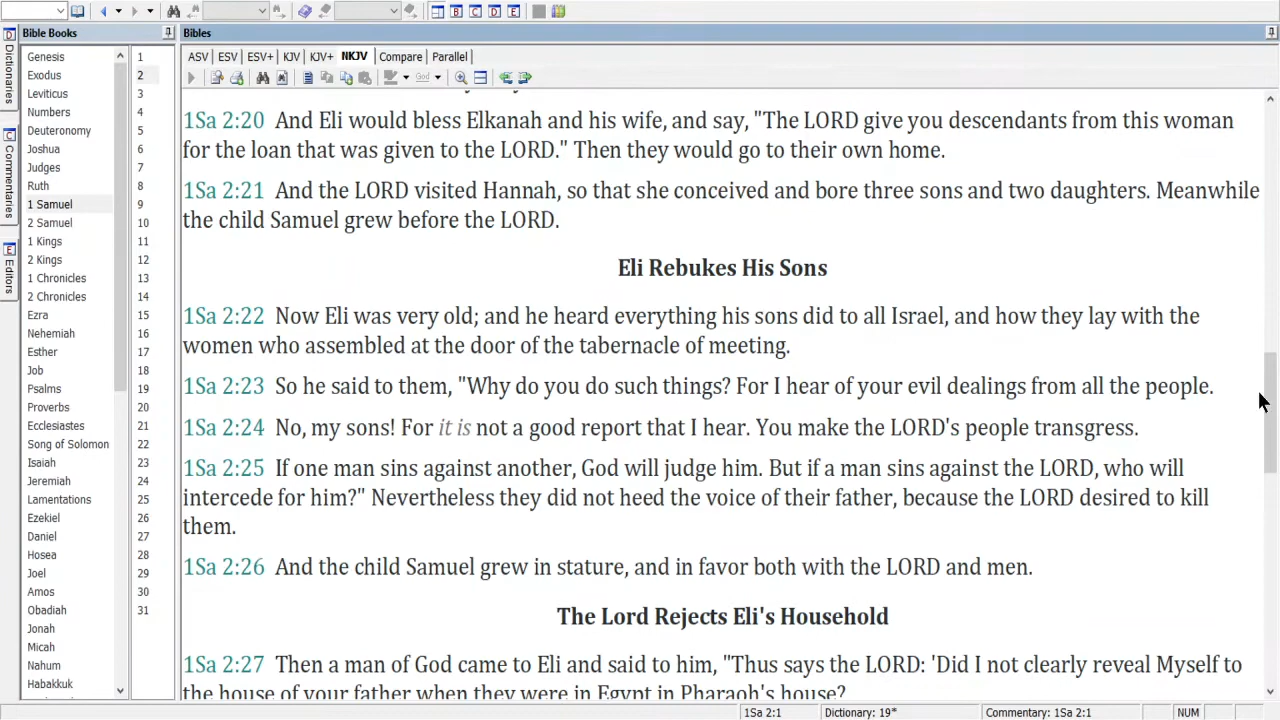 Bible Books
Bibles
ASV ESV ESV+ KJV KJV+ NKJV Compare Parallel
God
Dictionaries
Commentaries
Editors
Genesis 1
Exodus 2
Leviticus 3
Numbers 4
Deuteronomy 5
Joshua 6
Judges 7
Ruth 8
1 Samuel 9
2 Samuel 10
1 Kings 11
2 Kings 12
1 Chronicles 13
2 Chronicles 14
Ezra 15
Nehemiah 16
Esther 17
Job 18
Psalms 19
Proverbs 20
Ecclesiastes 21
Song of Solomon 22
Isaiah 23
Jeremiah 24
Lamentations 25
Ezekiel 26
Daniel 27
Hosea 28
Joel 29
Amos 30
Obadiah 31
Jonah
Micah
Nahum
Habakkuk
1Sa 2:20 And Eli would bless Elkanah and his wife, and say, "The LORD give you descendants from this woman
for the loan that was given to the LORD." Then they would go to their own home.
1Sa 2:21 And the LORD visited Hannah, so that she conceived and bore three sons and two daughters. Meanwhile
the child Samuel grew before the LORD.
Eli Rebukes His Sons
1Sa 2:22 Now Eli was very old; and he heard everything his sons did to all Israel, and how they lay with the
women who assembled at the door of the tabernacle of meeting.
1Sa 2:23 So he said to them, "Why do you do such things? For I hear of your evil dealings from all the people.
1Sa 2:24 No, my sons! For it is not a good report that I hear. You make the LORD's people transgress.
1Sa 2:25 If one man sins against another, God will judge him. But if a man sins against the LORD, who will
intercede for him?" Nevertheless they did not heed the voice of their father, because the LORD desired to kill
them.
1Sa 2:26 And the child Samuel grew in stature, and in favor both with the LORD and men.
The Lord Rejects Eli's Household
1Sa 2:27 Then a man of God came to Eli and said to him, "Thus says the LORD: 'Did I not clearly reveal Myself to
the house of your father when they were in Egypt in Pharaoh's house?
1Sa 2:1 Dictionary: 19* Commentary: 1Sa 2:1 NUM
B C D E